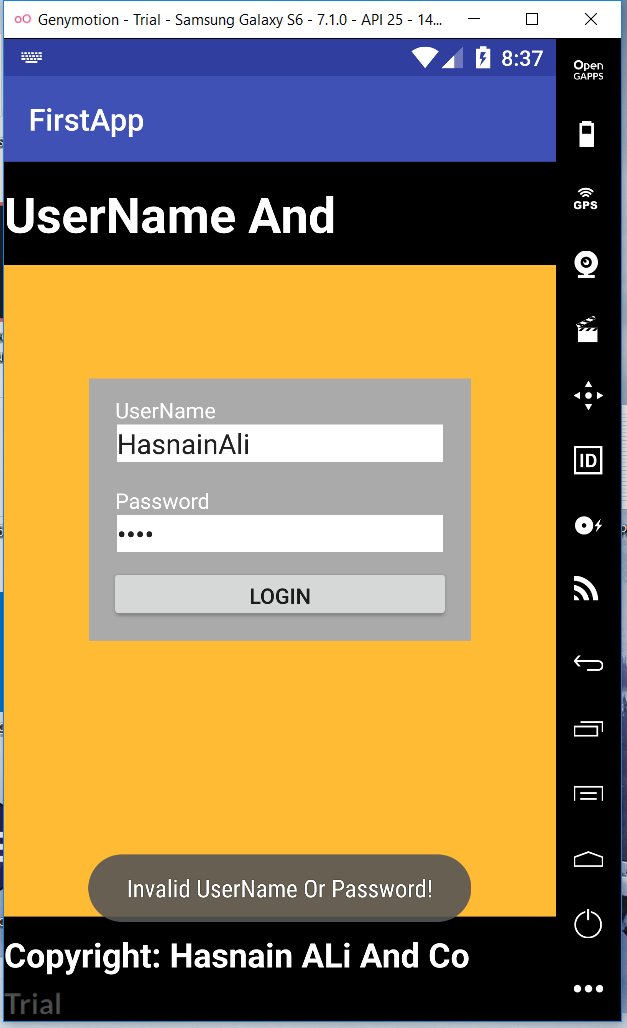 Genymotion - Trial - Samsung Galaxy S6 - 7.1.0 - API 25 - 14...
8:37
Open
GAPPS
FirstApp
GPS
UserName And
UserName
HasnainAli
ID
Password
••••
LOGIN
Invalid UserName Or Password!
Copyright: Hasnain ALi And Co
Trial